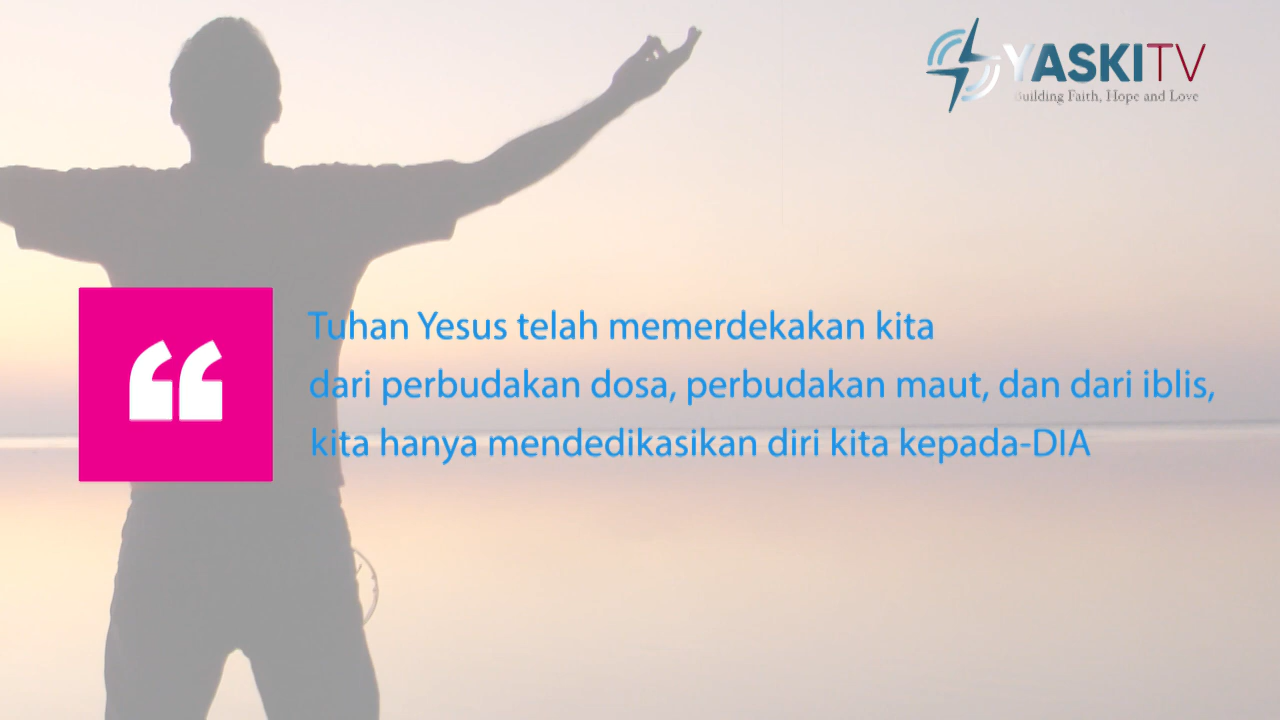 YASKITV
Building Faith, Hope and Love
Tuhan Yesus telah memerdekakan kita
dari perbudakan dosa, perbudakan maut, dan dari iblis,
kita hanya mendedikasikan diri kita kepada-DIA